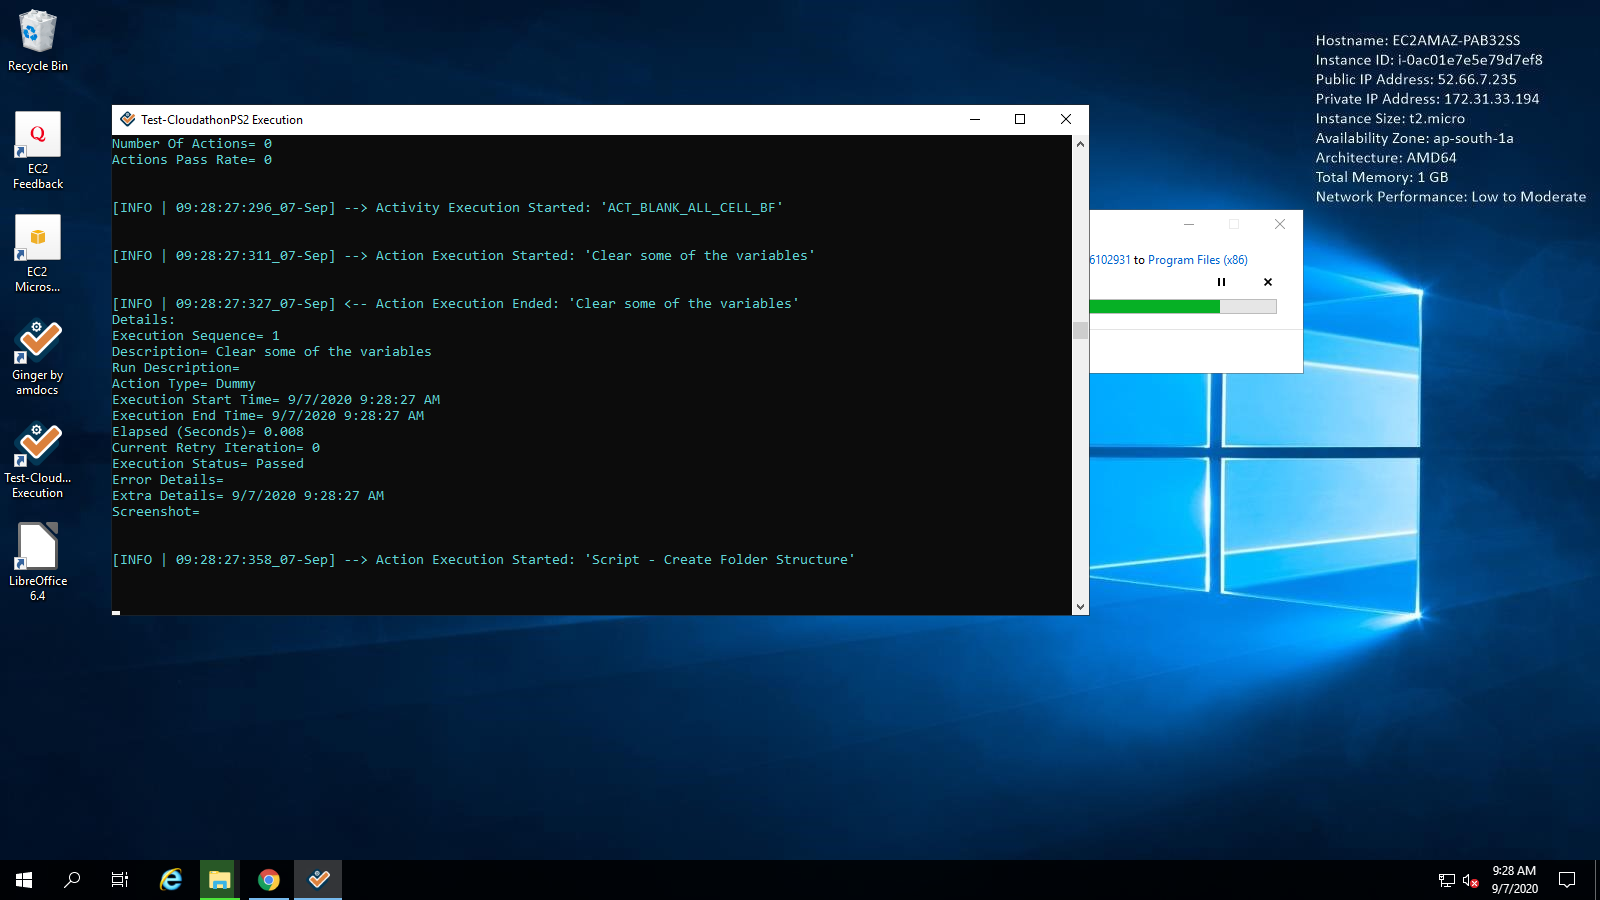 Recycle Bin
EC2
Feedback
EC2
Micros...
Ginger by
amdocs
Test-Cloud...
Execution
LibreOffice
6.4
Hostname: EC2AMAZ-PAB32SS
Instance ID: i-0ac01e7e5e79d7ef8
Public IP Address: 52.66.7.235
Private IP Address: 172.31.33.194
Instance Size: t2.micro
Availability Zone: ap-south-1a
Architecture: AMD64
Total Memory: 1 GB
Network Performance: Low to Moderate
Test-CloudathonPS2 Execution
Number Of Actions= 0
Actions Pass Rate= 0
[INFO | 09:28:27:296_07-Sep] --> Activity Execution Started: 'ACT_BLANK_ALL_CELL_BF'
[INFO | 09:28:27:311_07-Sep] --> Action Execution Started: 'Clear some of the variables'
[INFO | 09:28:27:327_07-Sep] <-- Action Execution Ended: 'Clear some of the variables'
Details:
Execution Sequence= 1
Description= Clear some of the variables
Run Description=
Action Type= Dummy
Execution Start Time= 9/7/2020 9:28:27 AM
Execution End Time= 9/7/2020 9:28:27 AM
Elapsed (Seconds)= 0.008
Current Retry Iteration= 0
Execution Status= Passed
Error Details=
Extra Details= 9/7/2020 9:28:27 AM
Screenshot=
[INFO | 09:28:27:358_07-Sep] --> Action Execution Started: 'Script - Create Folder Structure'
6102931 to Program Files (x86)
9:28 AM
9/7/2020